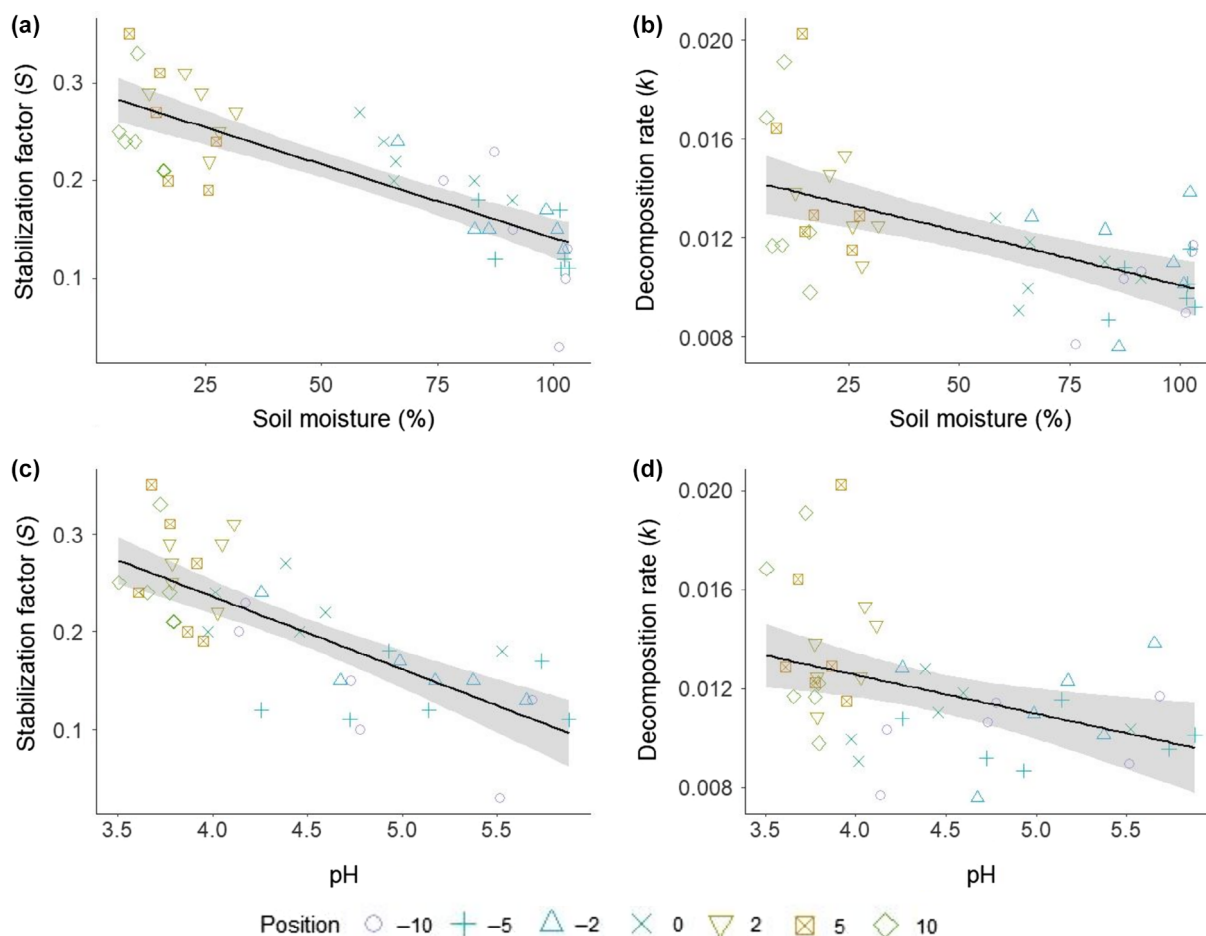 (a)
Stabilization factor (S)
0.3
0.2
0.1
25
50
75
100
Soil moisture (%)
(b)
Decomposition rate (k)
0.020
0.016
0.012
0.008
25
50
75
100
Soil moisture (%)
(c)
Stabilization factor (S)
0.3
0.2
0.1
3.5
4.0
4.5
5.0
5.5
pH
(d)
Decomposition rate (k)
0.020
0.016
0.012
0.008
3.5
4.0
4.5
5.0
5.5
pH
Position –10 –5 –2 0 2 5 10